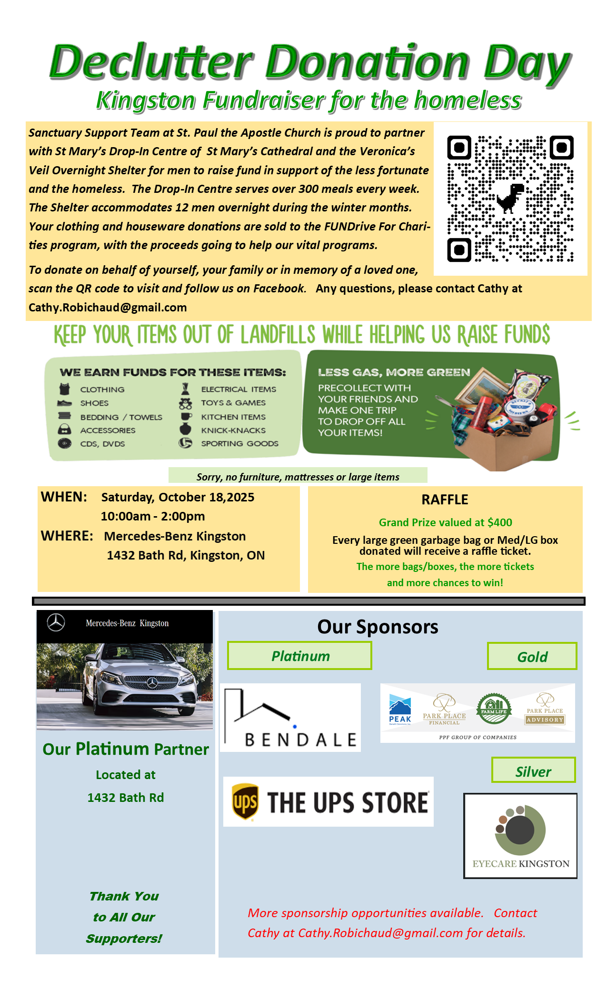 Declutter Donation Day
Kingston Fundraiser for the homeless
Sanctuary Support Team at St. Paul the Apostle Church is proud to partner
with St Mary's Drop-In Centre of St Mary's Cathedral and the Veronica's
Veil Overnight Shelter for men to raise fund in support of the less fortunate
and the homeless. The Drop-In Centre serves over 300 meals every week.
The Shelter accommodates 12 men overnight during the winter months.
Your clothing and houseware donations are sold to the FUNDrive For Chari-
ties program, with the proceeds going to help our vital programs.
To donate on behalf of yourself, your family or in memory of a loved one,
scan the QR code to visit and follow us on Facebook. Any questions, please contact Cathy at
Cathy.Robichaud@gmail.com
KEEP YOUR ITEMS OUT OF LANDFILLS WHILE HELPING US RAISE FUND$
WE EARN FUNDS FOR THESE ITEMS:
CLOTHING
SHOES
BEDDING / TOWELS
ACCESSORIES
CDS, DVDS
ELECTRICAL ITEMS
TOYS & GAMES
KITCHEN ITEMS
KNICK-KNACKS
SPORTING GOODS
LESS GAS, MORE GREEN
PRECOLLECT WITH
YOUR FRIENDS AND
MAKE ONE TRIP
TO DROP OFF ALL
YOUR ITEMS!
Sorry, no furniture, mattresses or large items
WHEN: Saturday, October 18,2025
10:00am - 2:00pm
WHERE: Mercedes-Benz Kingston
1432 Bath Rd, Kingston, ON
RAFFLE
Grand Prize valued at $400
Every large green garbage bag or Med/LG box
donated will receive a raffle ticket.
The more bags/boxes, the more tickets
and more chances to win!
Mercedes-Benz Kingston
Our Platinum Partner
Located at
1432 Bath Rd
Thank You
to All Our
Supporters!
Our Sponsors
Platinum
BENDALE
ups THE UPS STORE
Gold
PEAK
Benefit Solutions Inc.
PARK PLACE
FINANCIAL
FARM LIFE
PARK PLACE
ADVISORY
PPF GROUP OF COMPANIES
Silver
EYECARE KINGSTON
More sponsorship opportunities available. Contact
Cathy at Cathy.Robichaud@gmail.com for details.